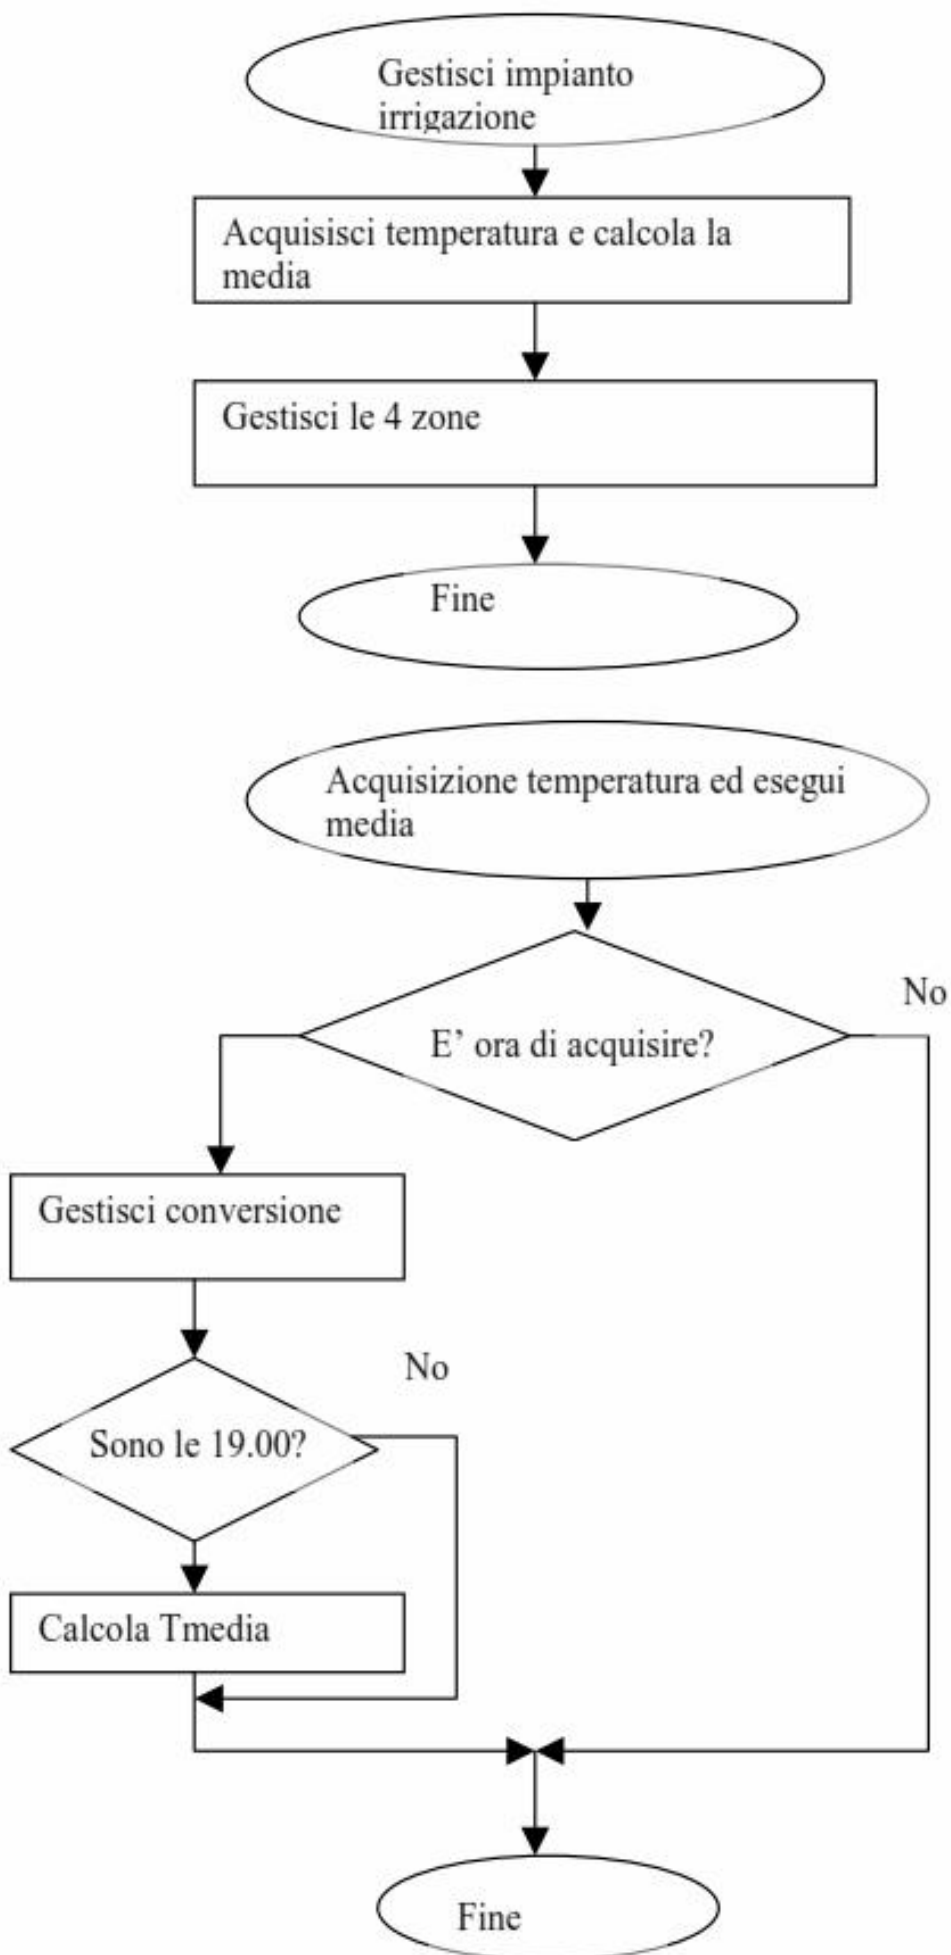 Gestisci impianto
irrigazione
Acquisisci temperatura e calcola la
media
Gestisci le 4 zone
Fine
Acquisizione temperatura ed esegui
media
No
E' ora di acquisire?
Gestisci conversione
No
Sono le 19.00?
Calcola Tmedia
Fine